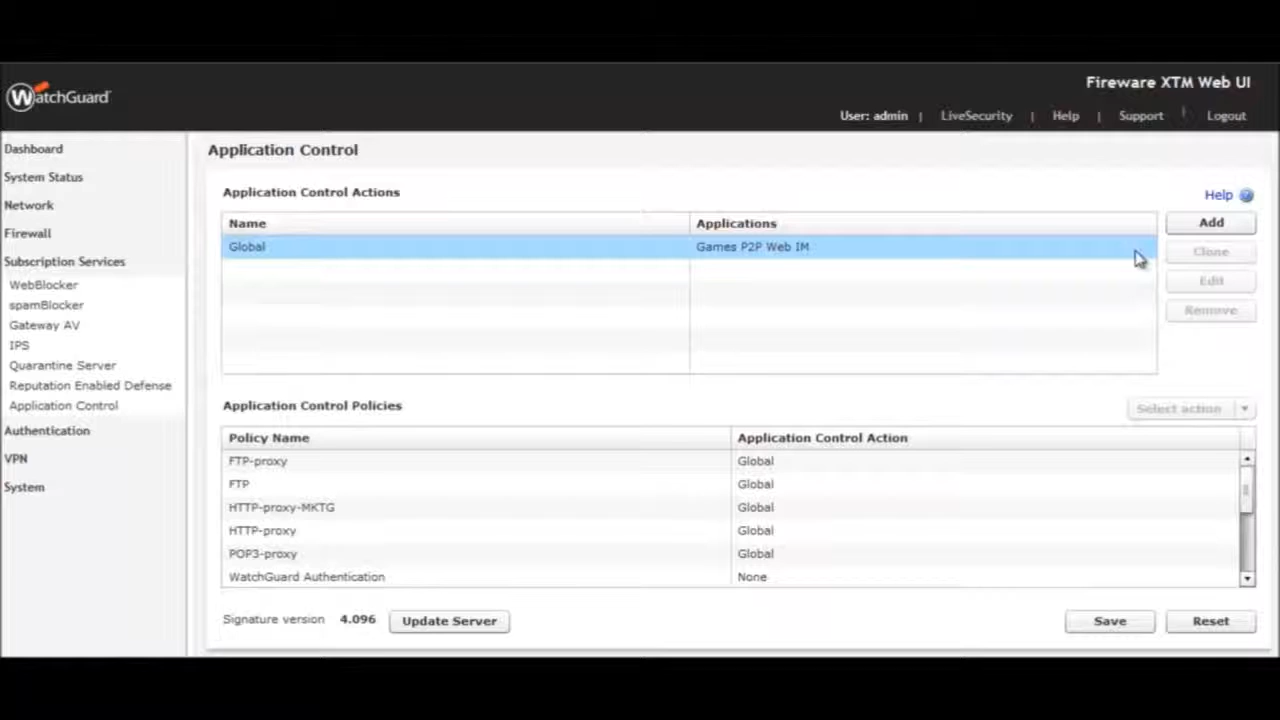 WatchGuard
Fireware XTM Web UI
User: admin | LiveSecurity | Help | Support | Logout
Dashboard
System Status
Network
Firewall
Subscription Services
WebBlocker
spamBlocker
Gateway AV
IPS
Quarantine Server
Reputation Enabled Defense
Application Control
Authentication
VPN
System
Application Control
Application Control Actions
Help
Name Applications
Global Games P2P Web IM
Add
Clone
Edit
Remove
Application Control Policies
Select action
Policy Name Application Control Action
FTP-proxy Global
FTP Global
HTTP-proxy-MKTG Global
HTTP-proxy Global
POP3-proxy Global
WatchGuard Authentication None
Signature version 4.096 Update Server
Save Reset